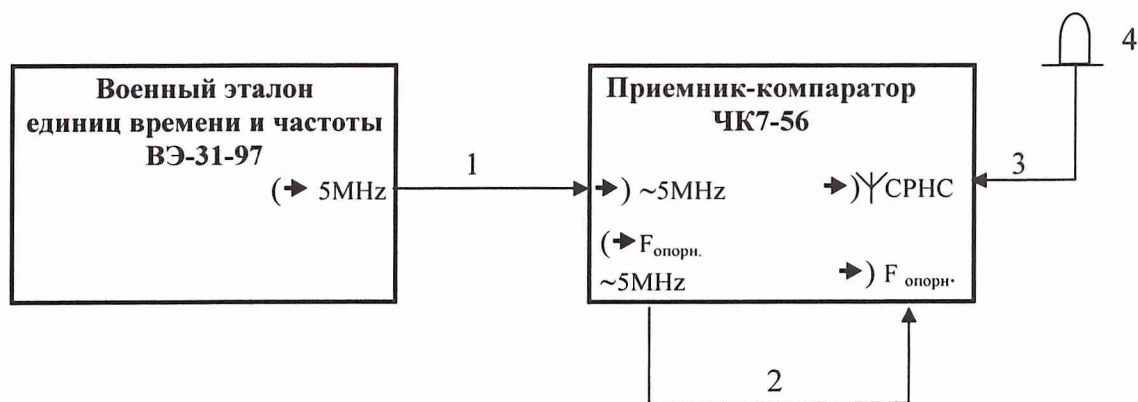 4
Военный эталон
единиц времени и частоты
ВЭ-31-97
(➔ 5MHz
1
Приемник-компаратор
ЧК7-56
➔) ~5MHz
➔) СРНС
3
(➔ Fопорн.
~5MHz
➔) F опорн.
2